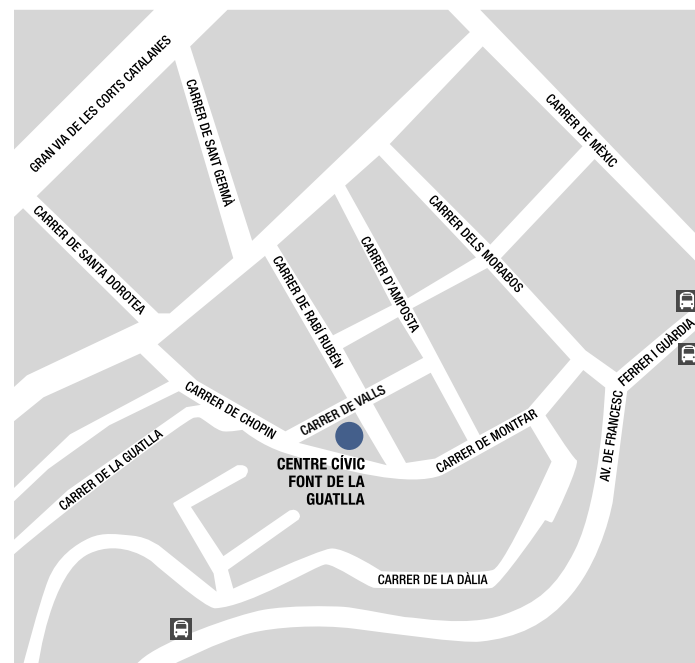 GRAN VIA DE LES CORTS CATALANES
CARRER DE SANT GERMÀ
CARRER DE MÈXIC
CARRER DE SANTA DOROTEA
CARRER DELS MORABOS
CARRER D'AMPOSTA
CARRER DE RABÍ RUBÉN
FERRER I GUÀRDIA
AV. DE FRANCESC
CARRER DE VALLS
CARRER DE CHOPIN
CARRER DE MONTFAR
CARRER DE LA GUATLLA
CENTRE CÍVIC
FONT DE LA
GUATLLA
CARRER DE LA DÀLIA